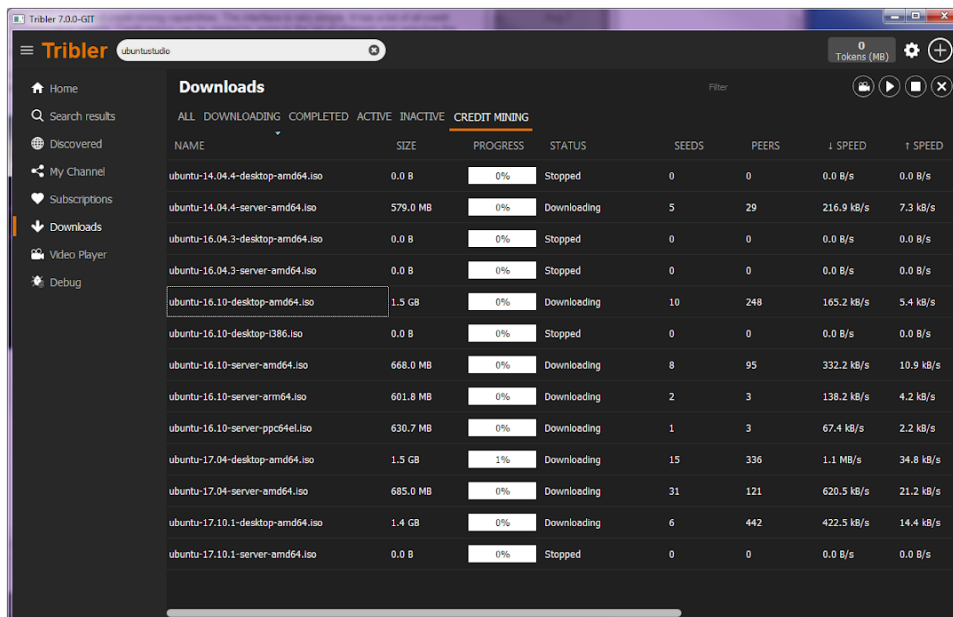 Tribler 7.0.0-GIT
Tribler ubuntustudio 0
Tokens (MB)
Home
Search results
Discovered
My Channel
Subscriptions
Downloads
Video Player
Debug
Downloads Filter
ALL DOWNLOADING COMPLETED ACTIVE INACTIVE CREDIT MINING
NAME SIZE PROGRESS STATUS SEEDS PEERS ↓ SPEED ↑ SPEED
ubuntu-14.04.4-desktop-amd64.iso 0.0 B 0% Stopped 0 0 0.0 B/s 0.0 B/s
ubuntu-14.04.4-server-amd64.iso 579.0 MB 0% Downloading 5 29 216.9 kB/s 7.3 kB/s
ubuntu-16.04.3-desktop-amd64.iso 0.0 B 0% Stopped 0 0 0.0 B/s 0.0 B/s
ubuntu-16.04.3-server-amd64.iso 0.0 B 0% Stopped 0 0 0.0 B/s 0.0 B/s
ubuntu-16.10-desktop-amd64.iso 1.5 GB 0% Downloading 10 248 165.2 kB/s 5.4 kB/s
ubuntu-16.10-desktop-i386.iso 0.0 B 0% Stopped 0 0 0.0 B/s 0.0 B/s
ubuntu-16.10-server-amd64.iso 668.0 MB 0% Downloading 8 95 332.2 kB/s 10.9 kB/s
ubuntu-16.10-server-arm64.iso 601.8 MB 0% Downloading 2 3 138.2 kB/s 4.2 kB/s
ubuntu-16.10-server-ppc64el.iso 630.7 MB 0% Downloading 1 3 67.4 kB/s 2.2 kB/s
ubuntu-17.04-desktop-amd64.iso 1.5 GB 1% Downloading 15 336 1.1 MB/s 34.8 kB/s
ubuntu-17.04-server-amd64.iso 685.0 MB 0% Downloading 31 121 620.5 kB/s 21.2 kB/s
ubuntu-17.10.1-desktop-amd64.iso 1.4 GB 0% Downloading 6 442 422.5 kB/s 14.4 kB/s
ubuntu-17.10.1-server-amd64.iso 0.0 B 0% Stopped 0 0 0.0 B/s 0.0 B/s